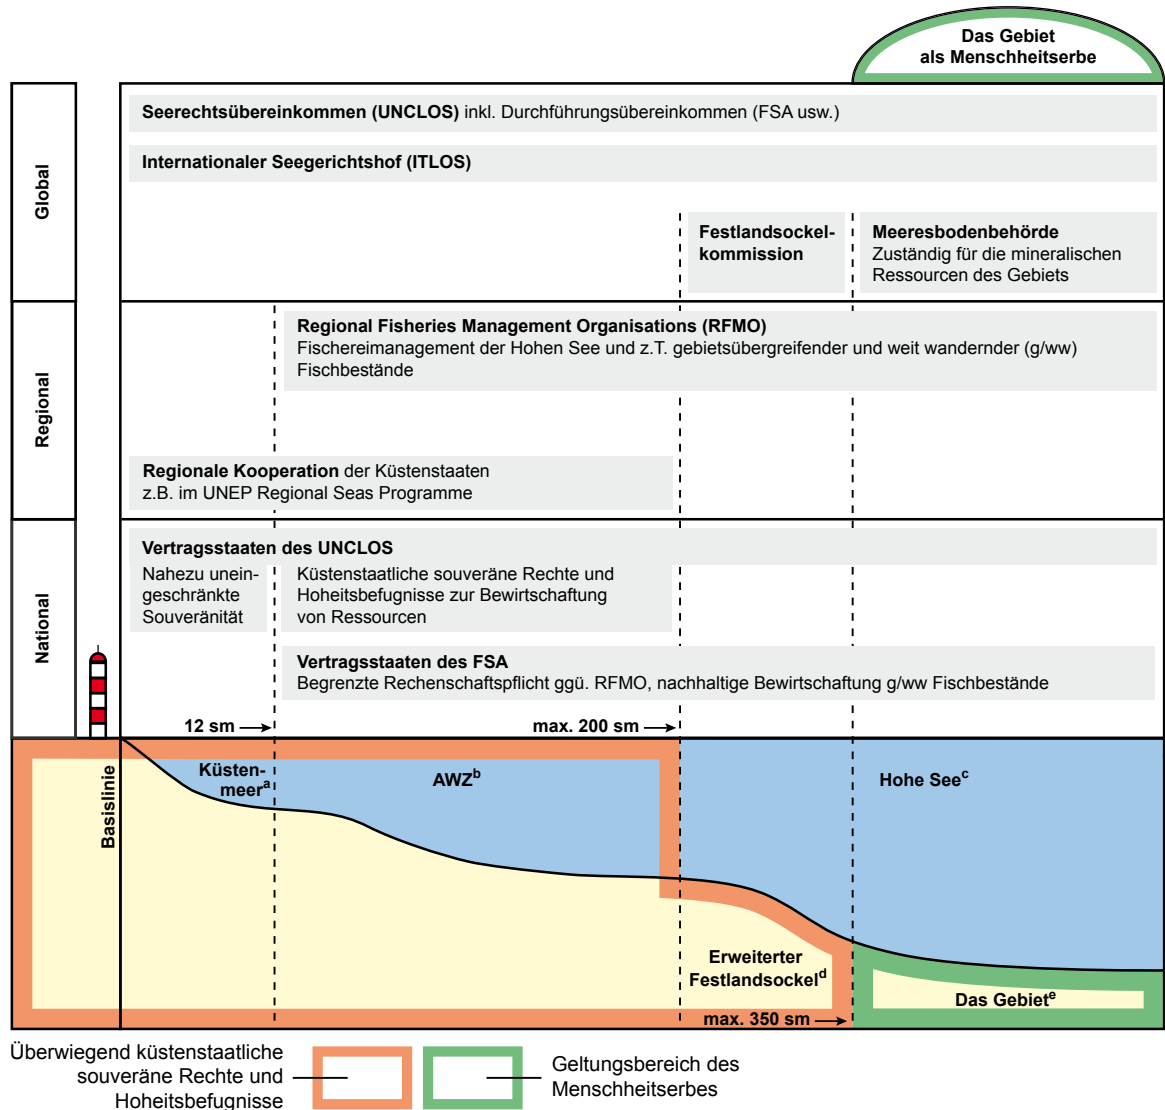 Das Gebiet
als Menschheitserbe
Global
Seerechtsübereinkommen (UNCLOS) inkl. Durchführungsübereinkommen (FSA usw.)
Internationaler Seegerichtshof (ITLOS)
Festlandsockel-
kommission
Meeresbodenbehörde
Zuständig für die mineralischen
Ressourcen des Gebiets
Regional
Regional Fisheries Management Organisations (RFMO)
Fischereimanagement der Hohen See und z.T. gebietsübergreifender und weit wandernder (g/ww)
Fischbestände
Regionale Kooperation der Küstenstaaten
z.B. im UNEP Regional Seas Programme
National
Vertragsstaaten des UNCLOS
Nahezu unein-
geschränkte
Souveränität
Küstenstaatliche souveräne Rechte und
Hoheitsbefugnisse zur Bewirtschaftung
von Ressourcen
Vertragsstaaten des FSA
Begrenzte Rechenschaftspflicht ggü. RFMO, nachhaltige Bewirtschaftung g/ww Fischbestände
12 sm
max. 200 sm
Basislinie
Küsten-
meerᵃ
AWZᵇ
Hohe Seeᶜ
Erweiterter
Festlandsockelᵈ
Das Gebietᵉ
max. 350 sm
Überwiegend küstenstaatliche
souveräne Rechte und
Hoheitsbefugnisse
Geltungsbereich des
Menschheitserbes